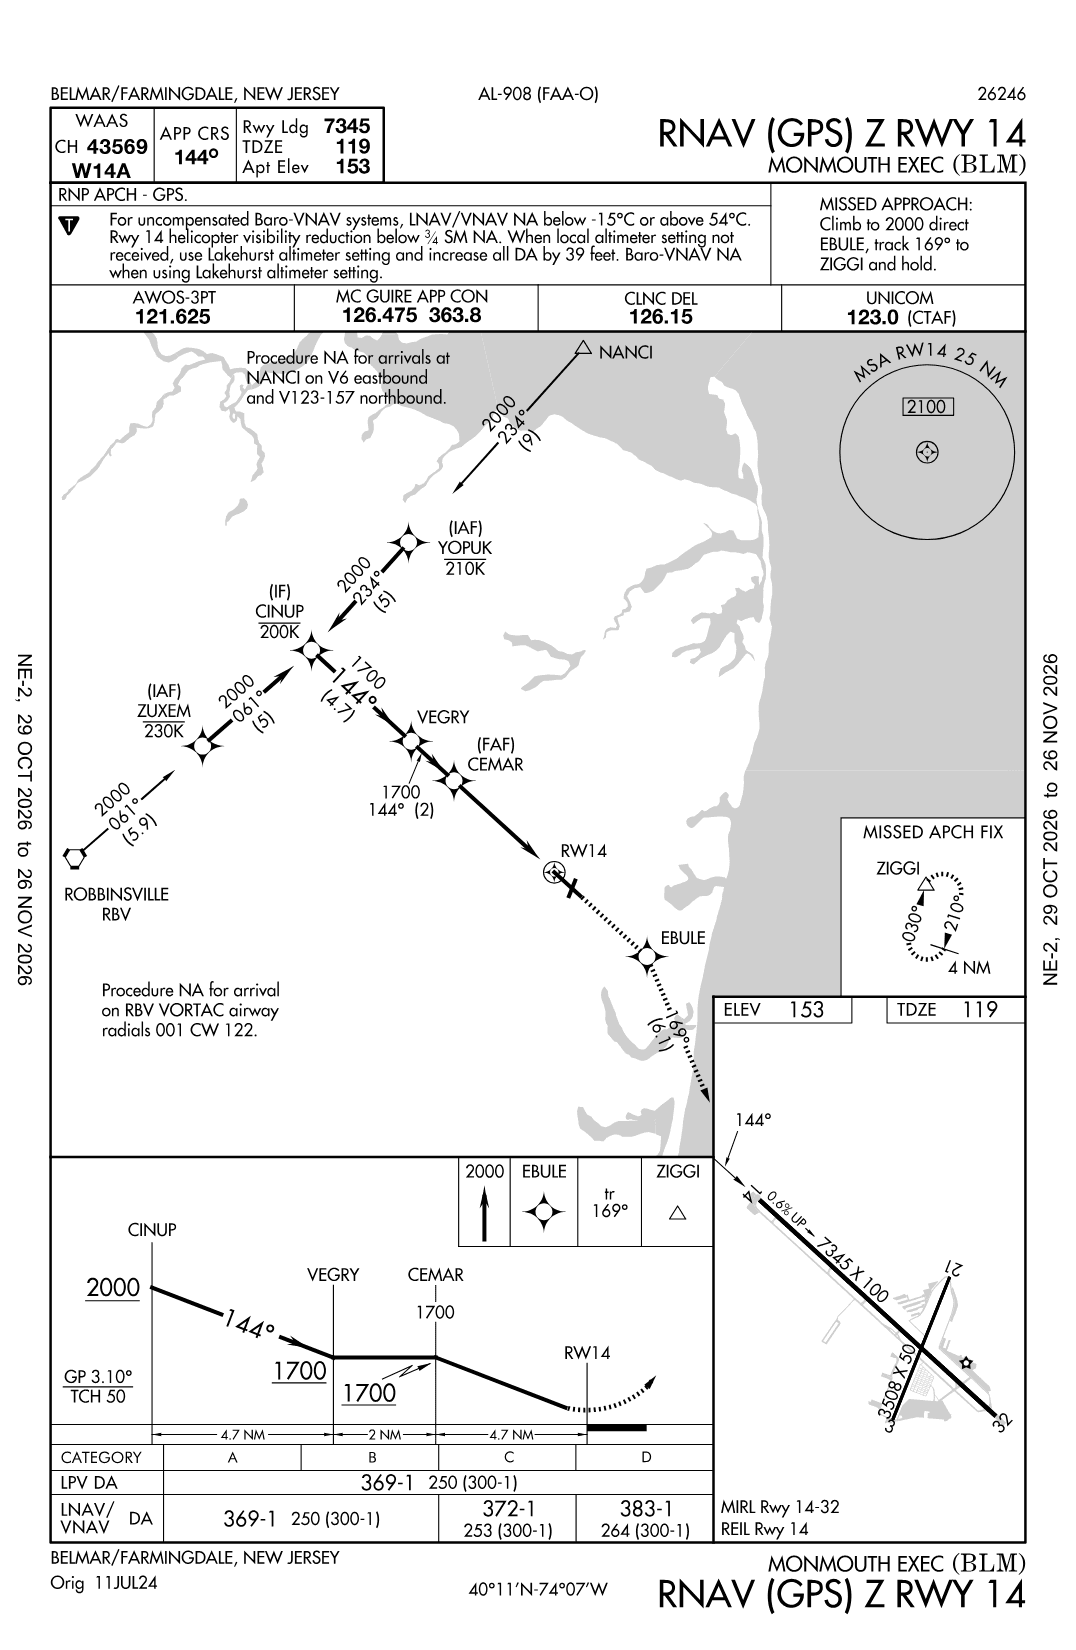 BELMAR/FARMINGDALE, NEW JERSEY
AL-908 (FAA-O)
26246
WAAS
CH 43569
W14A
APP CRS
144°
Rwy Ldg 7345
TDZE 119
Apt Elev 153
RNAV (GPS) Z RWY 14
MONMOUTH EXEC (BLM)
RNP APCH - GPS.
T
For uncompensated Baro-VNAV systems, LNAV/VNAV NA below -15°C or above 54°C.
Rwy 14 helicopter visibility reduction below ¾ SM NA. When local altimeter setting not
received, use Lakehurst altimeter setting and increase all DA by 39 feet. Baro-VNAV NA
when using Lakehurst altimeter setting.
MISSED APPROACH:
Climb to 2000 direct
EBULE, track 169° to
ZIGGI and hold.
AWOS-3PT
121.625
MC GUIRE APP CON
126.475 363.8
CLNC DEL
126.15
UNICOM
123.0 (CTAF)
Procedure NA for arrivals at
NANCI on V6 eastbound
and V123-157 northbound.
NANCI
2000
234°
(9)
MSA RW14 25 NM
2100
(IAF)
YOPUK
210K
2000
234°
(5)
(IF)
CINUP
200K
1700
144°
(4.7)
(IAF)
ZUXEM
230K
2000
061°
(5)
VEGRY
(FAF)
CEMAR
1700
144° (2)
2000
061°
(5.9)
ROBBINSVILLE
RBV
RW14
EBULE
169°
(6.1)
Procedure NA for arrival
on RBV VORTAC airway
radials 001 CW 122.
MISSED APCH FIX
ZIGGI
030°
210°
4 NM
NE-2, 29 OCT 2026 to 26 NOV 2026
NE-2, 29 OCT 2026 to 26 NOV 2026
ELEV 153
TDZE 119
144°
14
0.6% UP
7345 X 100
21
3508 X 50
3
32
MIRL Rwy 14-32
REIL Rwy 14
2000
EBULE
tr
169°
ZIGGI
CINUP
2000
144°
VEGRY
1700
CEMAR
1700
1700
RW14
GP 3.10°
TCH 50
4.7 NM
2 NM
4.7 NM
CATEGORY A B C D
LPV DA 369-1 250 (300-1)
LNAV/
VNAV DA
369-1 250 (300-1)
372-1
253 (300-1)
383-1
264 (300-1)
BELMAR/FARMINGDALE, NEW JERSEY
Orig 11JUL24
40°11'N-74°07'W
MONMOUTH EXEC (BLM)
RNAV (GPS) Z RWY 14